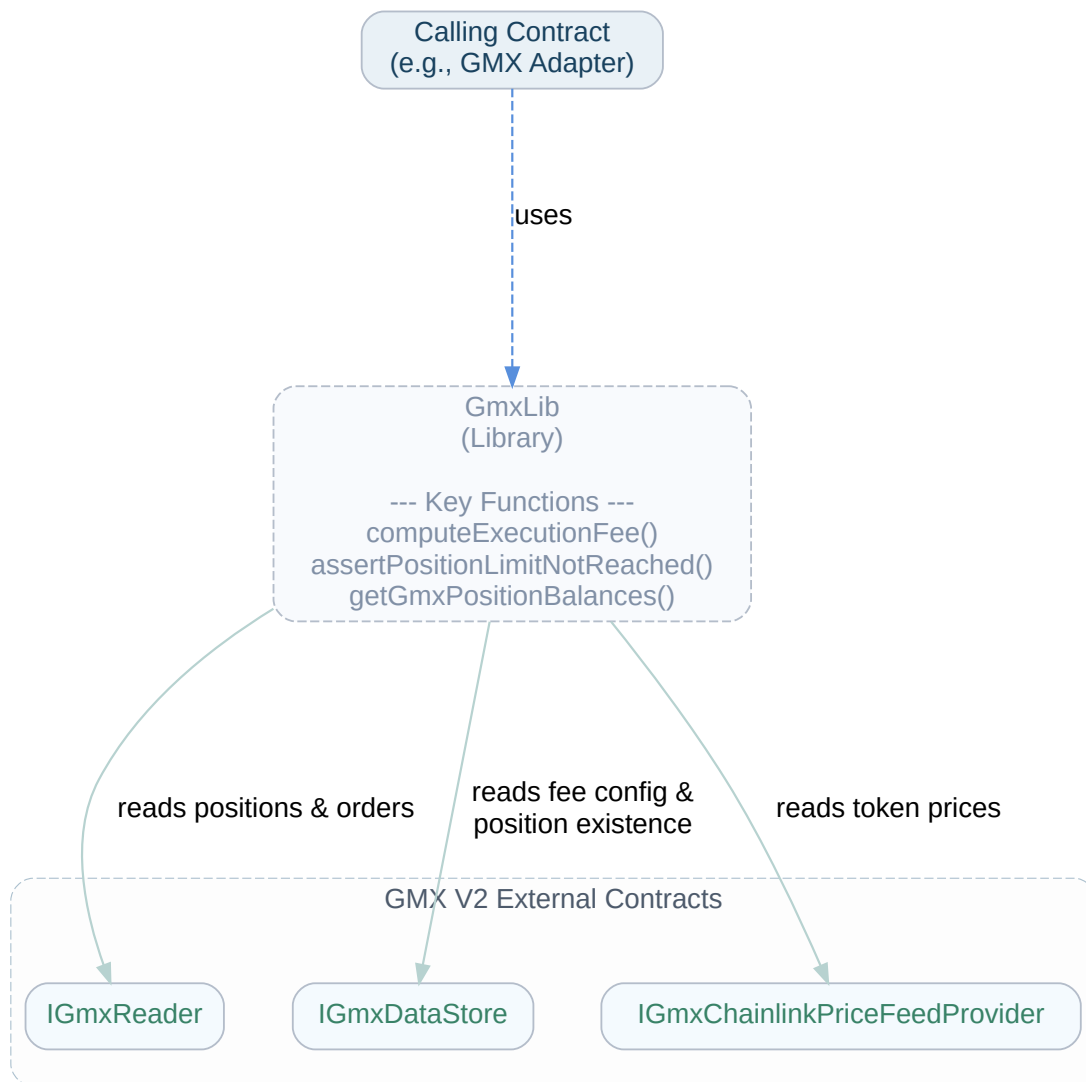 Calling Contract
(e.g., GMX Adapter)
uses
GmxLib
(Library)
--- Key Functions ---
computeExecutionFee()
assertPositionLimitNotReached()
getGmxPositionBalances()
reads positions & orders
reads fee config &
position existence
reads token prices
GMX V2 External Contracts
IGmxReader
IGmxDataStore
IGmxChainlinkPriceFeedProvider